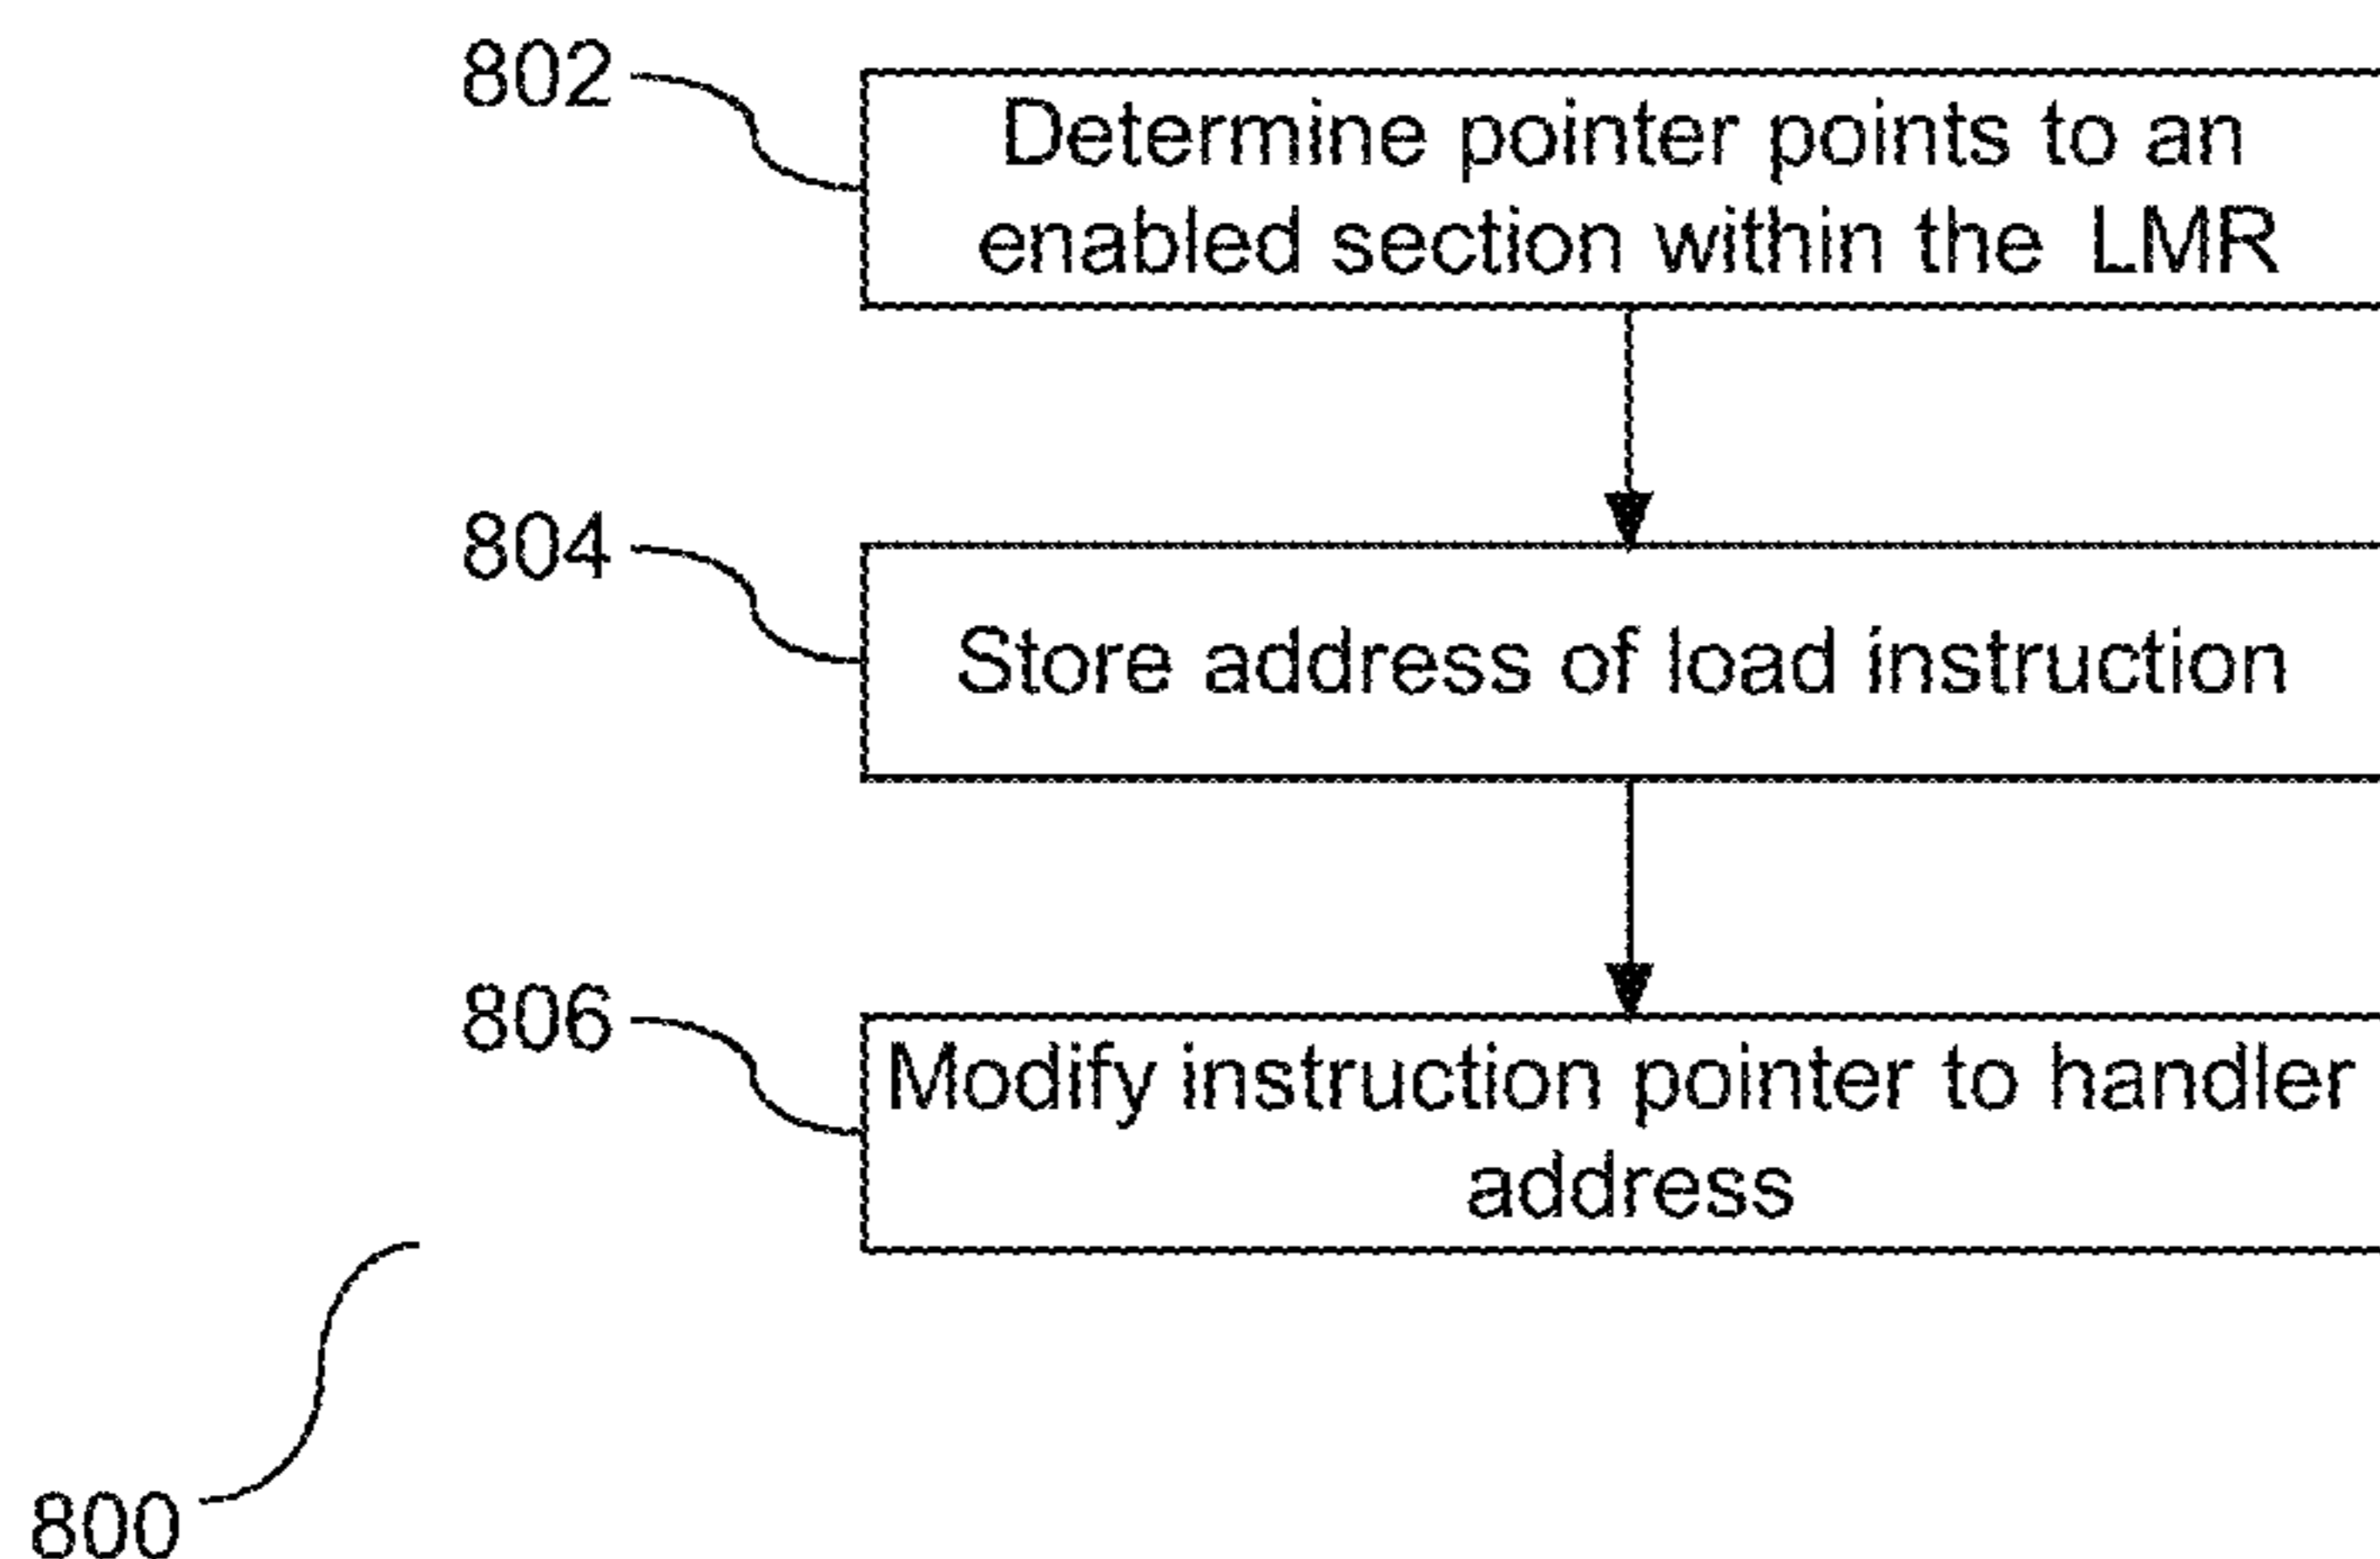 802
Determine pointer points to an
enabled section within the LMR
804
Store address of load instruction
806
Modify instruction pointer to handler
address
800